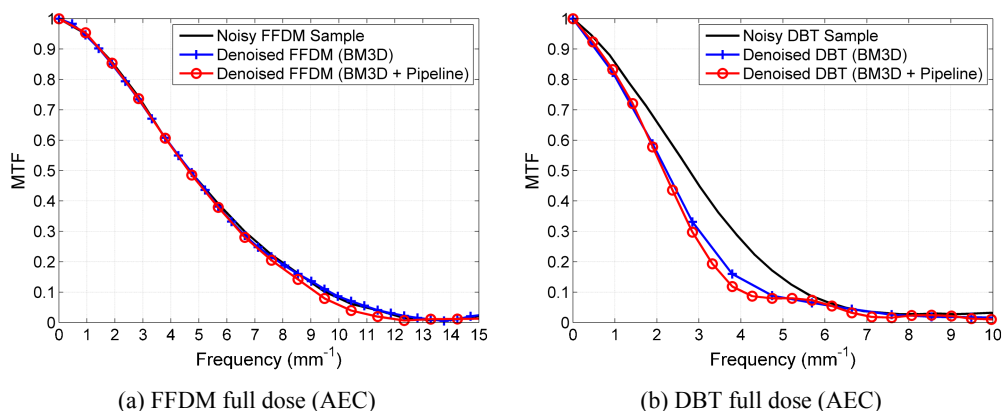 1
0.9
0.8
0.7
0.6
0.5
0.4
0.3
0.2
0.1
0
MTF
Noisy FFDM Sample
Denoised FFDM (BM3D)
Denoised FFDM (BM3D + Pipeline)
0 1 2 3 4 5 6 7 8 9 10 11 12 13 14 15
Frequency (mm⁻¹)
(a) FFDM full dose (AEC)
1
0.9
0.8
0.7
0.6
0.5
0.4
0.3
0.2
0.1
0
MTF
Noisy DBT Sample
Denoised DBT (BM3D)
Denoised DBT (BM3D + Pipeline)
0 1 2 3 4 5 6 7 8 9 10
Frequency (mm⁻¹)
(b) DBT full dose (AEC)